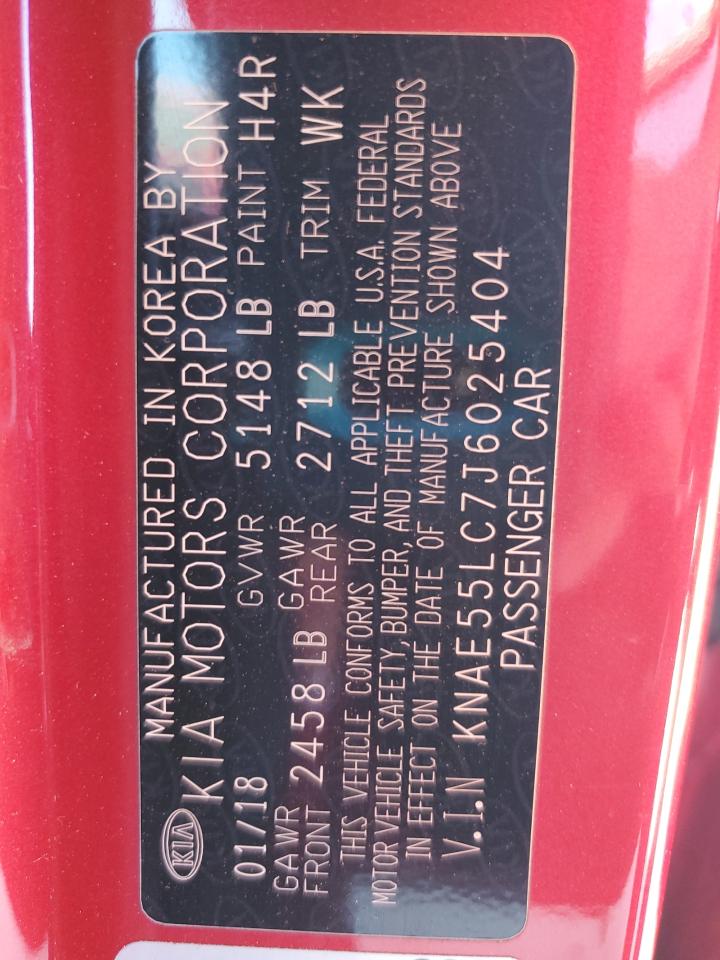 KIA
MANUFACTURED IN KOREA BY
KIA MOTORS CORPORATION
01/18 GVWR 5148 LB PAINT H4R
GAWR FRONT 2458 LB GAWR REAR 2712 LB TRIM WK
THIS VEHICLE CONFORMS TO ALL APPLICABLE U.S.A. FEDERAL
MOTOR VEHICLE SAFETY, BUMPER, AND THEFT PREVENTION STANDARDS
IN EFFECT ON THE DATE OF MANUFACTURE SHOWN ABOVE
V.I.N KNAE55LC7J6025404
PASSENGER CAR